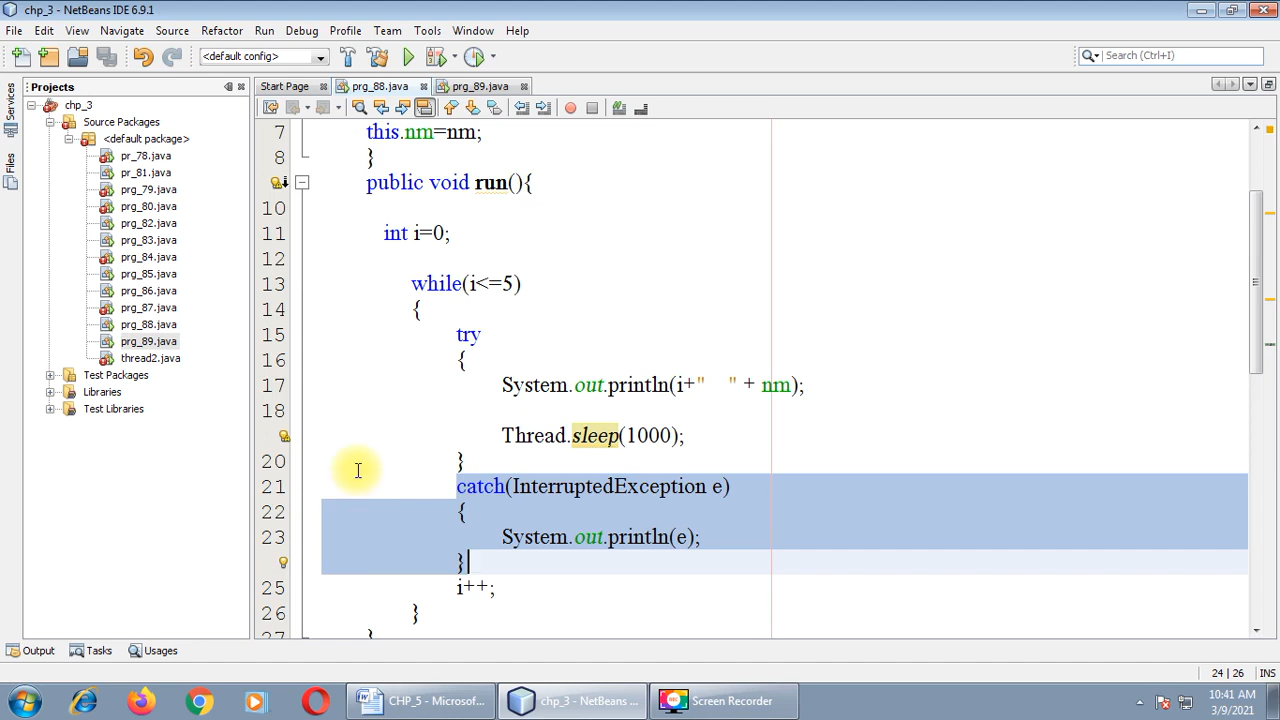 chp_3 - NetBeans IDE 6.9.1
File Edit View Navigate Source Refactor Run Debug Profile Team Tools Window Help
<default config>
Search (Ctrl+I)
Services
Files
Projects
chp_3
Source Packages
<default package>
pr_78.java
pr_81.java
prg_79.java
prg_80.java
prg_82.java
prg_83.java
prg_84.java
prg_85.java
prg_86.java
prg_87.java
prg_88.java
prg_89.java
thread2.java
Test Packages
Libraries
Test Libraries
Start Page prg_88.java prg_89.java
7 this.nm=nm;
8 }
public void run(){
10
11 int i=0;
12
13 while(i<=5)
14 {
15 try
16 {
17 System.out.println(i+"    " + nm);
18
Thread.sleep(1000);
20 }
21 catch(InterruptedException e)
22 {
23 System.out.println(e);
}
25 i++;
26 }
27 }
Output Tasks Usages
24 | 26 INS
CHP_5 - Microsof... chp_3 - NetBeans ... Screen Recorder
10:41 AM
3/9/2021